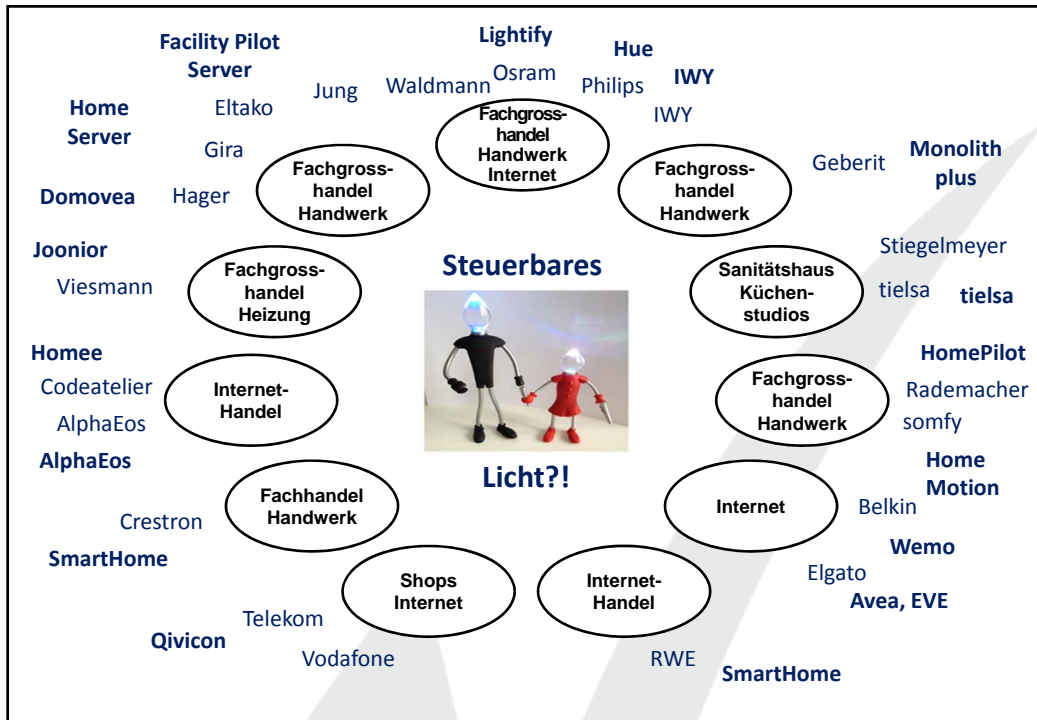 Facility Pilot
Server
Lightify
Hue
IWY
Jung
Waldmann
Osram
Philips
IWY
Home
Server
Eltako
Gira
Fachgross-
handel
Handwerk
Internet
Fachgross-
handel
Handwerk
Fachgross-
handel
Handwerk
Geberit
Monolith
plus
Domovea
Hager
Joonior
Viesmann
Fachgross-
handel
Heizung
Steuerbares
Sanitätshaus
Küchen-
studios
Stiegelmeyer
tielsa
tielsa
Homee
Codeatelier
AlphaEos
AlphaEos
Internet-
Handel
Fachgross-
handel
Handwerk
HomePilot
Rademacher
somfy
Home
Motion
Licht?!
Fachhandel
Handwerk
Crestron
SmartHome
Internet
Belkin
Wemo
Elgato
Avea, EVE
Shops
Internet
Telekom
Qivicon
Vodafone
Internet-
Handel
RWE
SmartHome